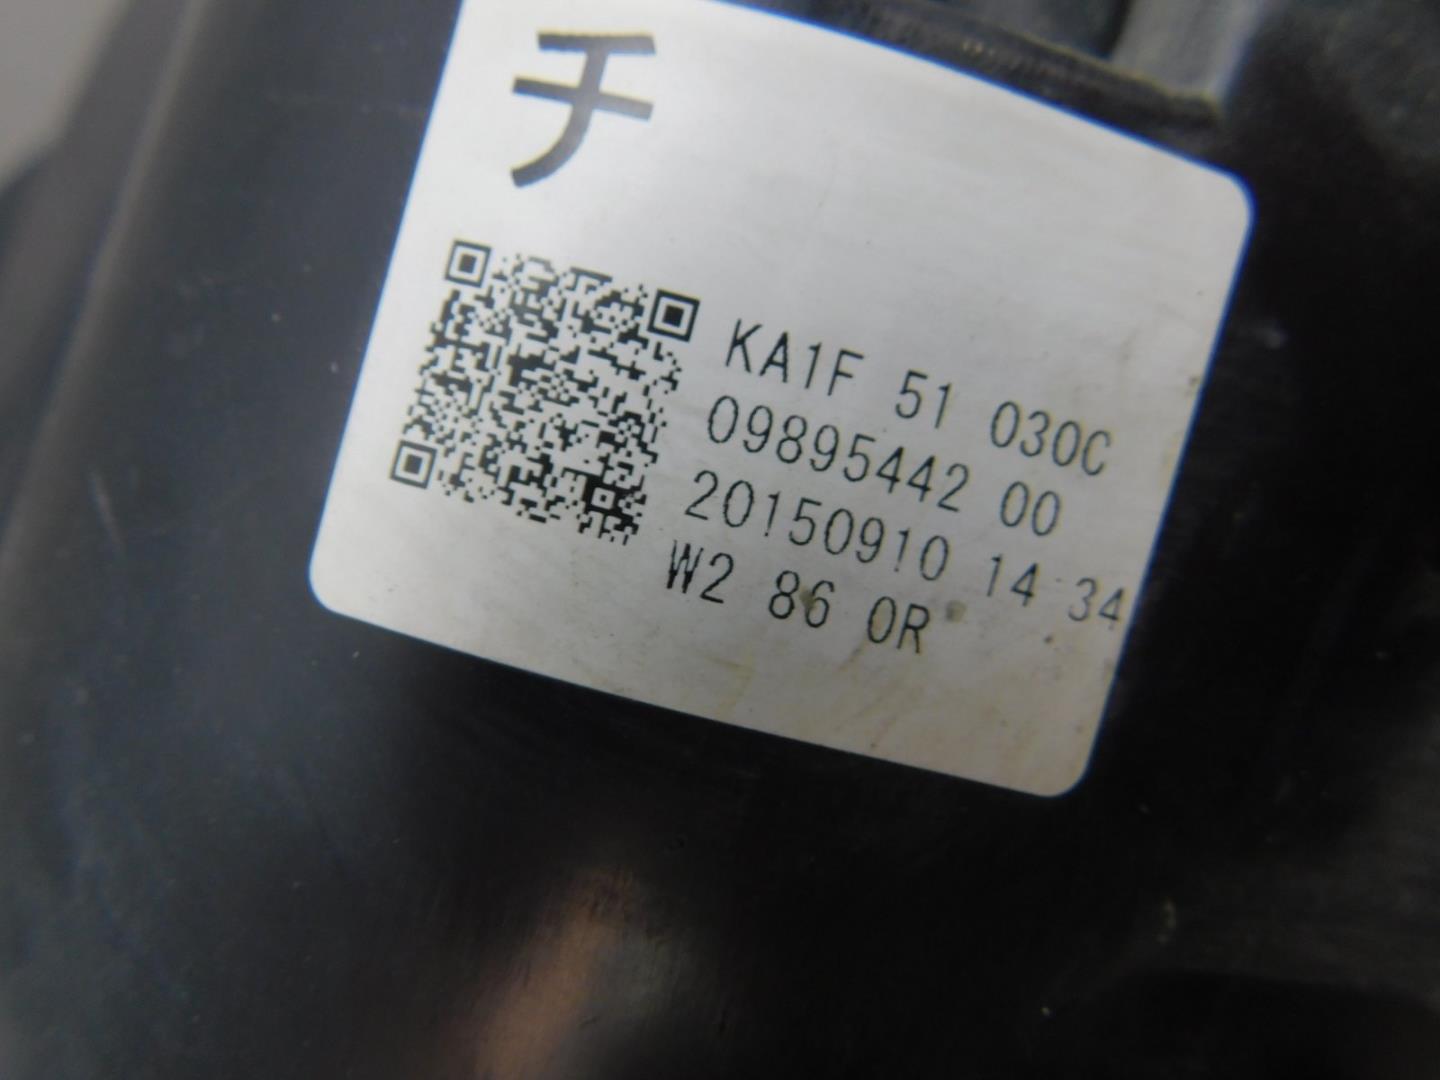 チ
KA1F 51 030C
09895442 00
20150910 14 34
W2 86 0R